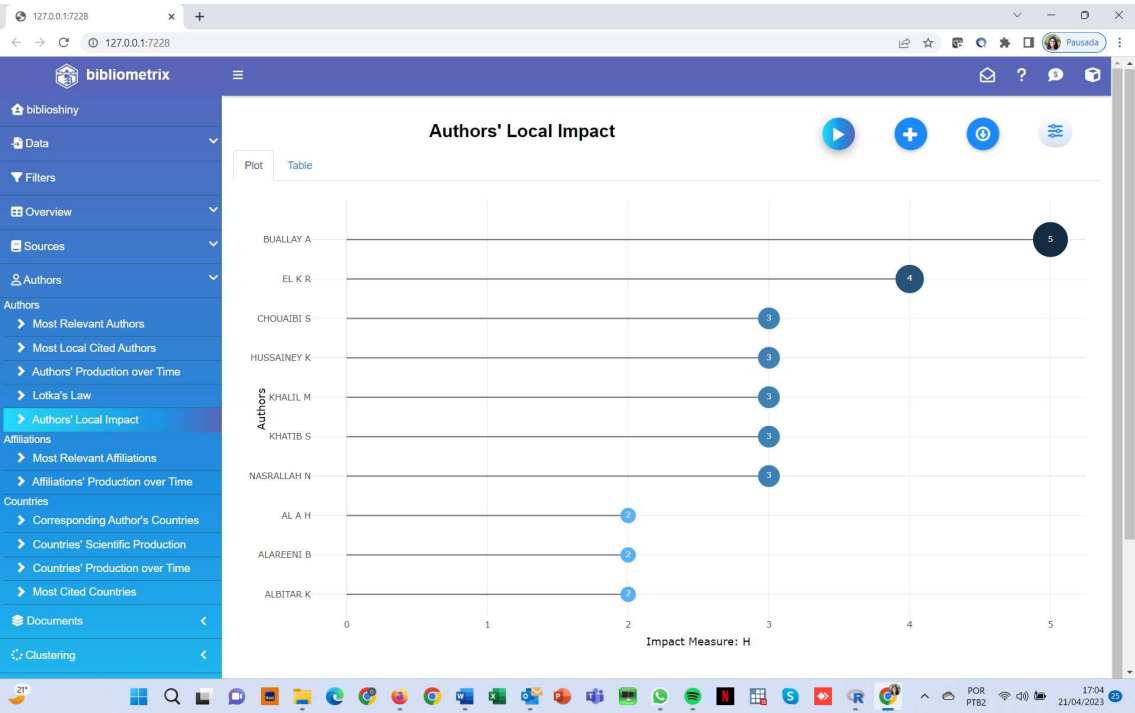 127.0.0.1:7228
127.0.0.1:7228
Pausada
bibliometrix
biblioshiny
Data
Filters
Overview
Sources
Authors
Authors
Most Relevant Authors
Most Local Cited Authors
Authors' Production over Time
Lotka's Law
Authors' Local Impact
Affiliations
Most Relevant Affiliations
Affiliations' Production over Time
Countries
Corresponding Author's Countries
Countries' Scientific Production
Countries' Production over Time
Most Cited Countries
Documents
Clustering
Authors' Local Impact
Plot Table
Authors
BUALLAY A 5
EL K R 4
CHOUAIBI S 3
HUSSAINEY K 3
KHALIL M 3
KHATIB S 3
NASRALLAH N 3
AL A H 2
ALAREENI B 2
ALBITAR K 2
0 1 2 3 4 5
Impact Measure: H
21°
POR
PTB2
17:04
21/04/2023
25